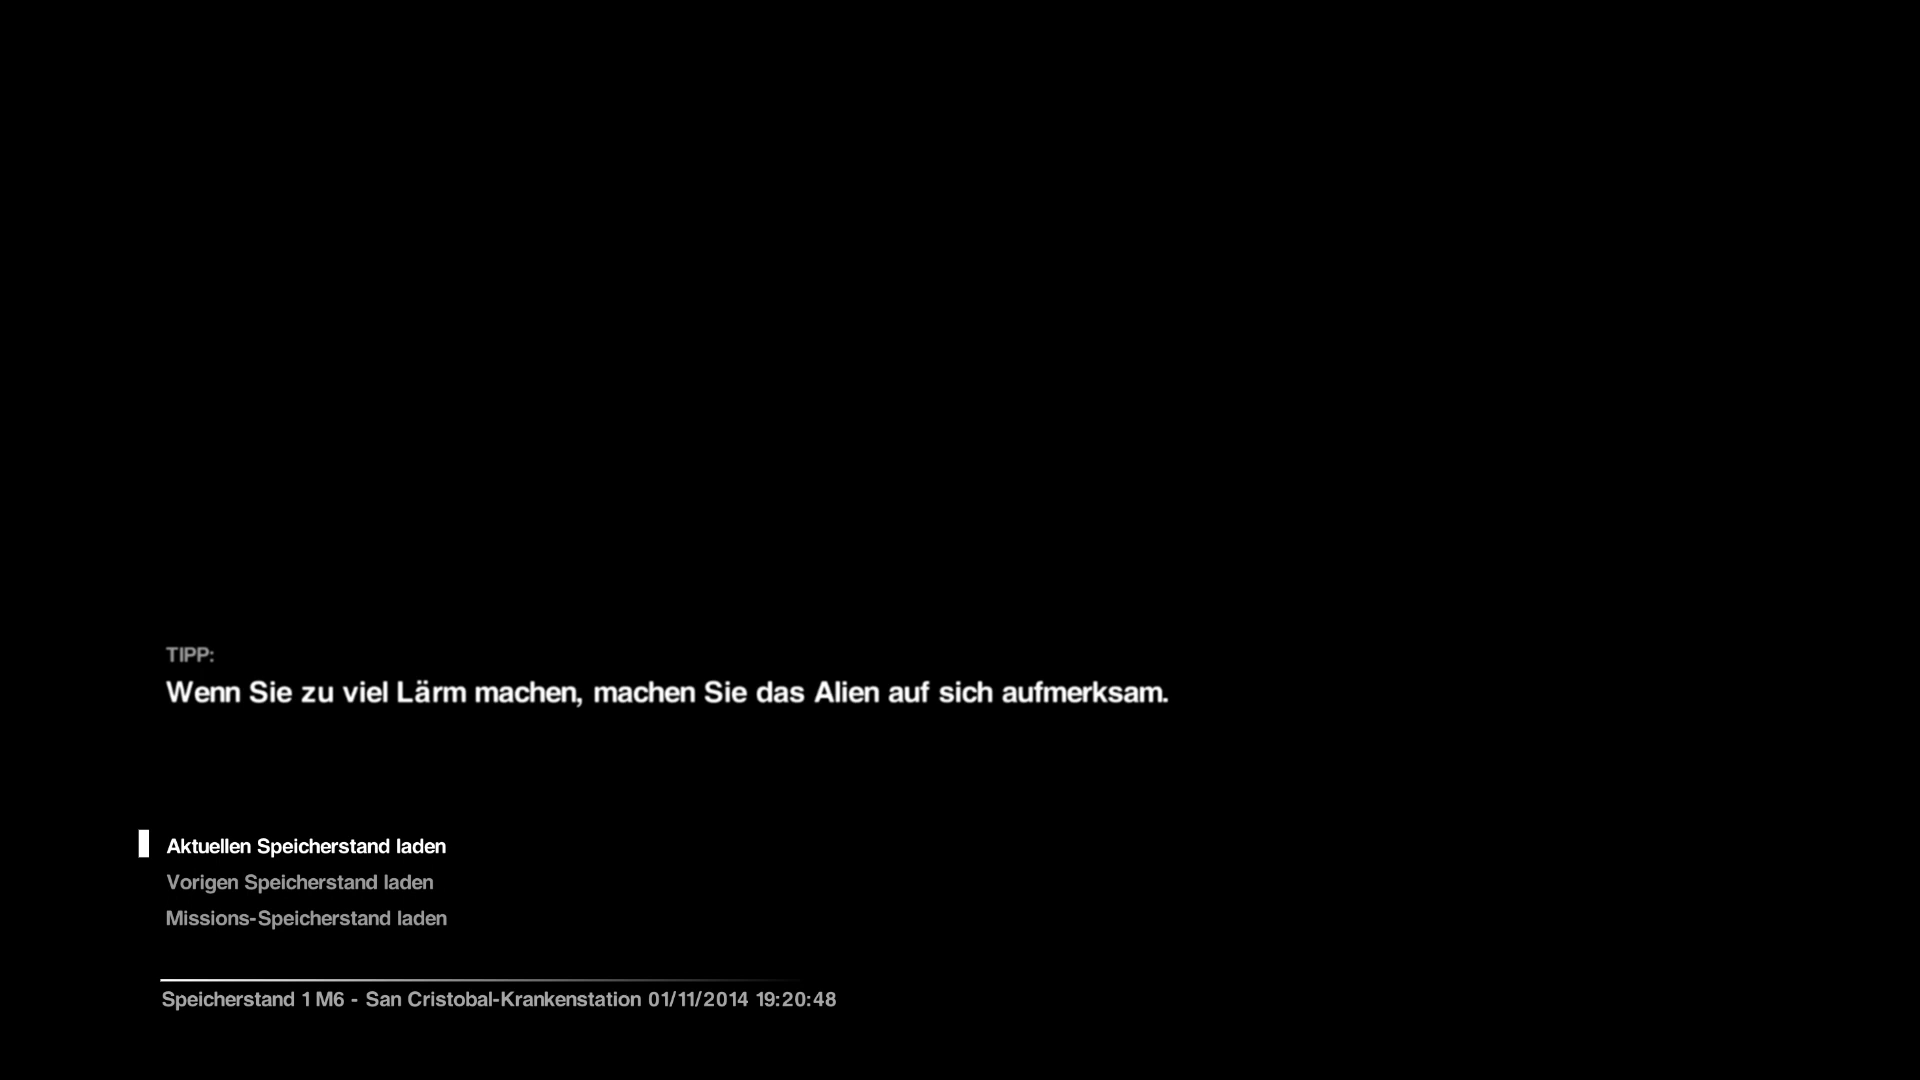 TIPP:
Wenn Sie zu viel Lärm machen, machen Sie das Alien auf sich aufmerksam.
Aktuellen Speicherstand laden
Vorigen Speicherstand laden
Missions-Speicherstand laden
Speicherstand 1 M6 - San Cristobal-Krankenstation 01/11/2014 19:20:48